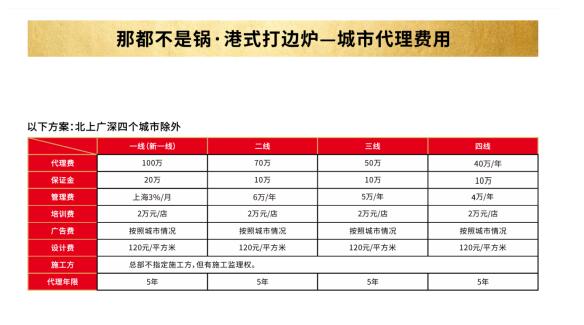 那都不是锅·港式打边炉—城市代理费用
以下方案：北上广深四个城市除外
一线(新一线) 二线 三线 四线
代理费 100万 70万 50万 40万/年
保证金 20万 10万 10万 10万
管理费 上海3%/月 6万/年 5万/年 4万/年
培训费 2万元/店 2万元/店 2万元/店 2万元/店
广告费 按照城市情况 按照城市情况 按照城市情况 按照城市情况
设计费 120元/平方米 120元/平方米 120元/平方米 120元/平方米
施工方 总部不指定施工方，但有施工监理权。
代理年限 5年 5年 5年 5年